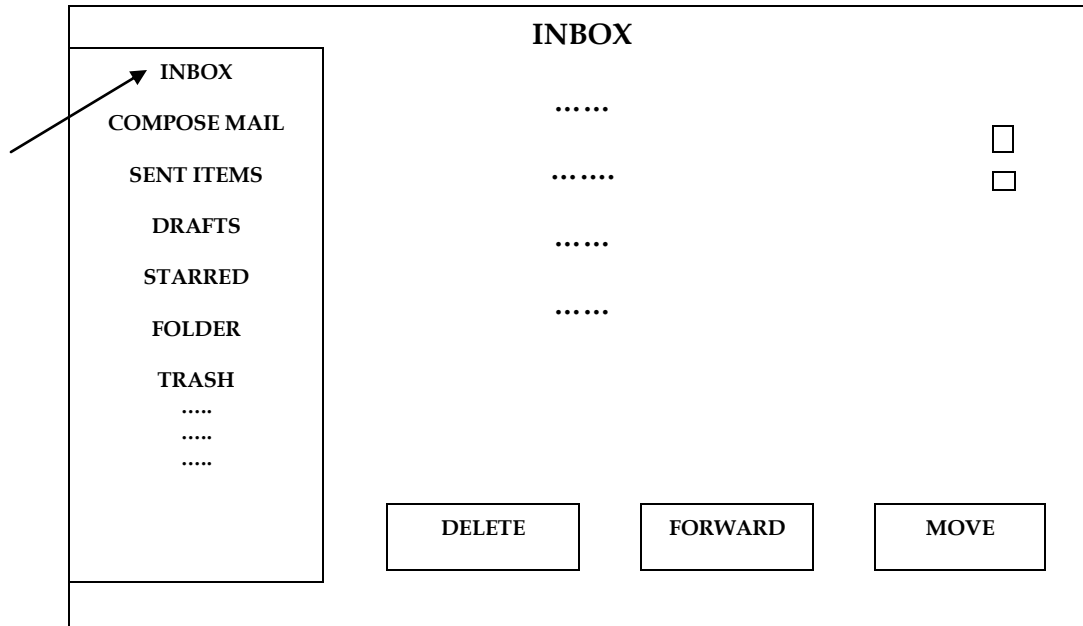 INBOX
INBOX
COMPOSE MAIL
SENT ITEMS
DRAFTS
STARRED
FOLDER
TRASH
.....
.....
.....
……
…….
……
……
DELETE
FORWARD
MOVE